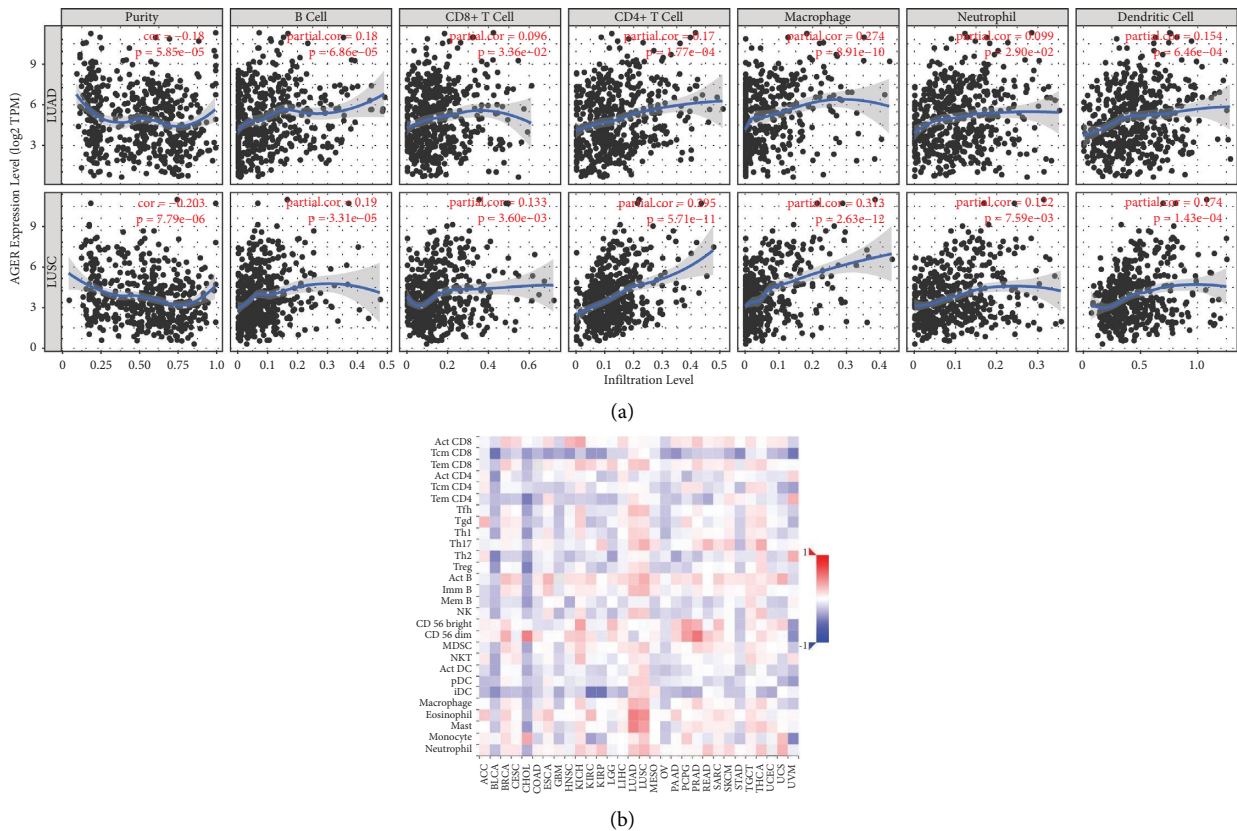 Purity
B Cell
CD8+ T Cell
CD4+ T Cell
Macrophage
Neutrophil
Dendritic Cell
AGER Expression Level (log2 TPM)
LUAD
9
6
3
cor = −0.18
p = 5.85e−05
partial.cor = 0.18
p = 6.86e−05
partial.cor = 0.096
p = 3.36e−02
partial.cor = 0.17
p = 1.77e−04
partial.cor = 0.274
p = 8.91e−10
partial.cor = 0.099
p = 2.90e−02
partial.cor = 0.154
p = 6.46e−04
LUSC
9
6
3
0
cor = −0.203
p = 7.79e−06
partial.cor = 0.19
p = 3.31e−05
partial.cor = 0.133
p = 3.60e−03
partial.cor = 0.295
p = 5.71e−11
partial.cor = 0.313
p = 2.63e−12
partial.cor = 0.122
p = 7.59e−03
partial.cor = 0.174
p = 1.43e−04
0 0.25 0.50 0.75 1.0
0 0.1 0.2 0.3 0.4 0.5
0 0.2 0.4 0.6
0 0.1 0.2 0.3 0.4 0.5
0 0.1 0.2 0.3 0.4
0 0.1 0.2 0.3
0 0.5 1.0
Infiltration Level
(a)
Act CD8
Tcm CD8
Tem CD8
Act CD4
Tcm CD4
Tem CD4
Tfh
Tgd
Th1
Th17
Th2
Treg
Act B
Imm B
Mem B
NK
CD 56 bright
CD 56 dim
MDSC
NKT
Act DC
pDC
iDC
Macrophage
Eosinophil
Mast
Monocyte
Neutrophil
1
-1
ACC
BLCA
BRCA
CESC
CHOL
COAD
ESCA
GBM
HNSC
KICH
KIRC
KIRP
LGG
LIHC
LUAD
LUSC
MESO
OV
PAAD
PCPG
PRAD
READ
SARC
SKCM
STAD
TGCT
THCA
UCEC
UCS
UVM
(b)